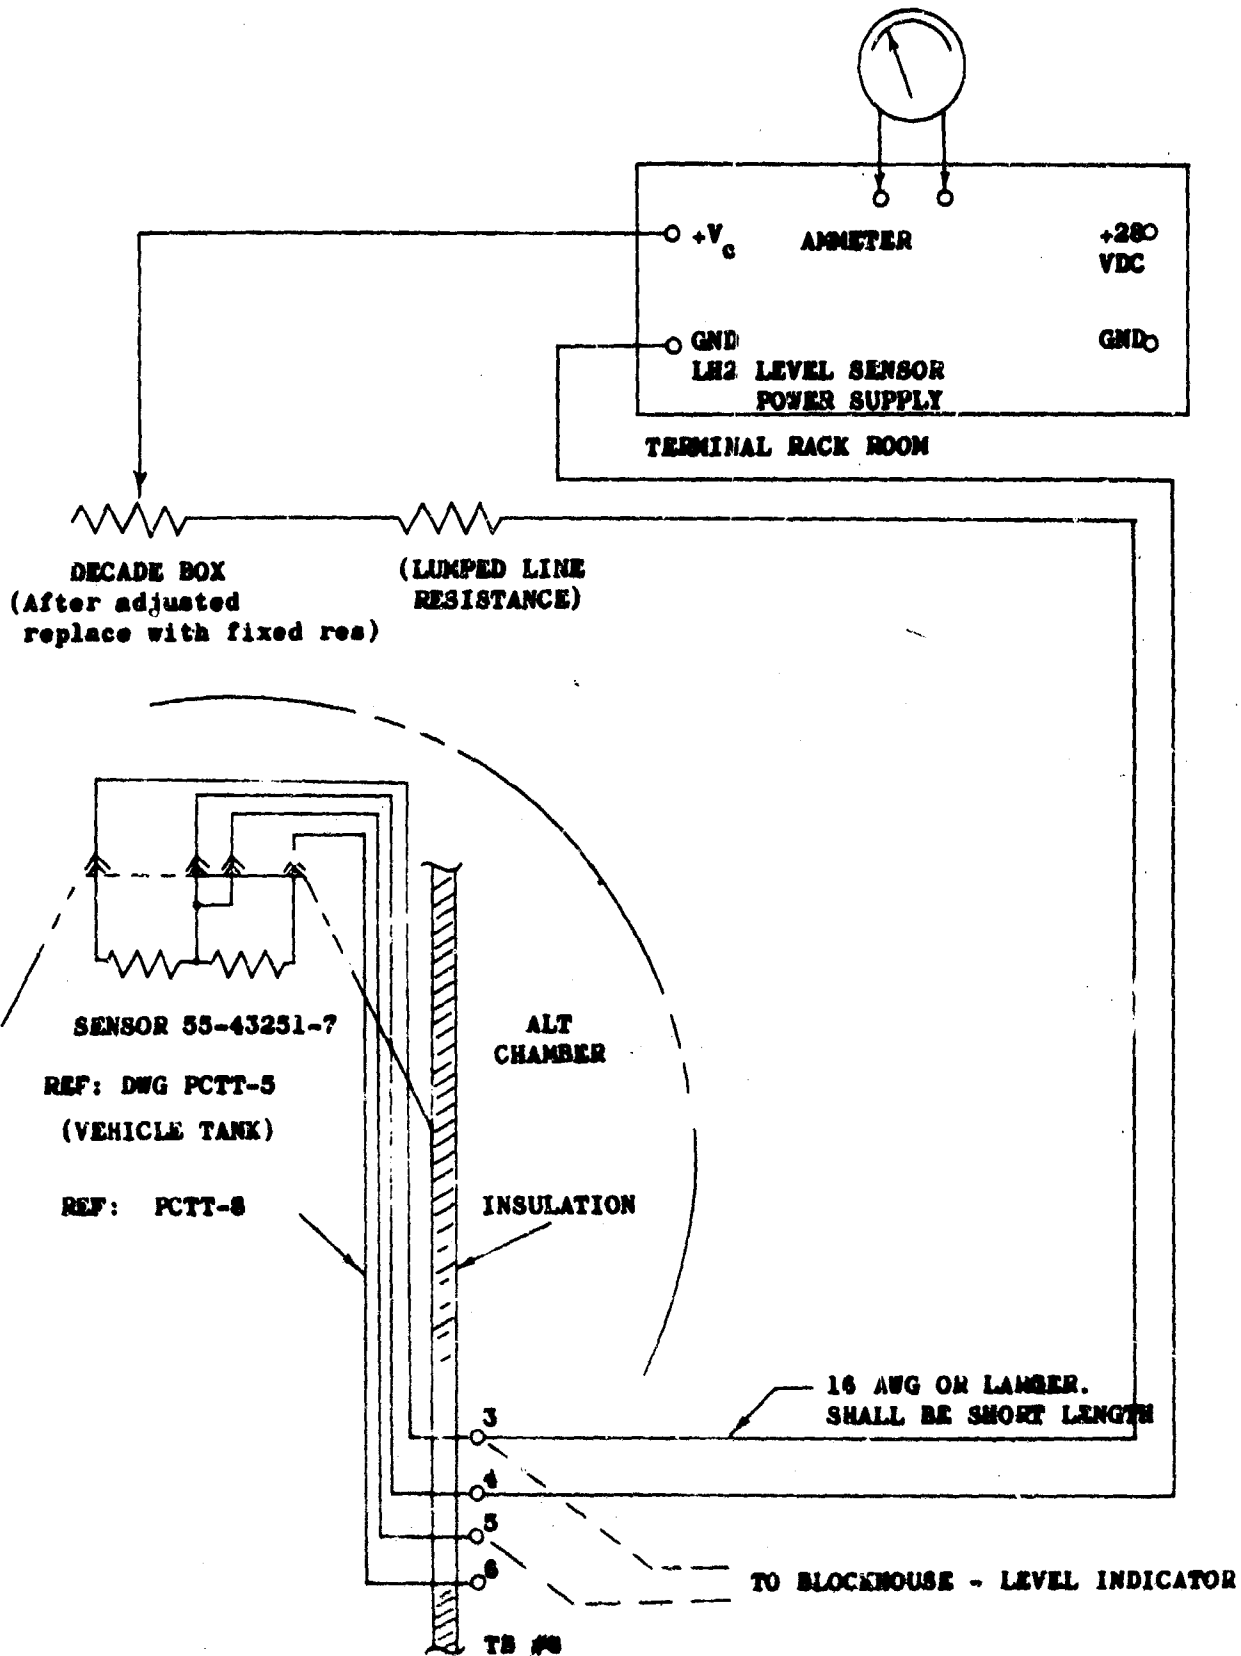 +Vc
AMMETER
+28
VDC
GND
GND
LH2 LEVEL SENSOR
POWER SUPPLY
TERMINAL RACK ROOM
DECADE BOX
(After adjusted
replace with fixed res)
(LUMPED LINE
RESISTANCE)
SENSOR 55-43251-7
REF: DWG PCTT-5
(VEHICLE TANK)
REF: PCTT-8
ALT
CHAMBER
INSULATION
16 AWG OR LARGER.
SHALL BE SHORT LENGTH
3
4
5
6
TO BLOCKHOUSE - LEVEL INDICATOR
TB #8